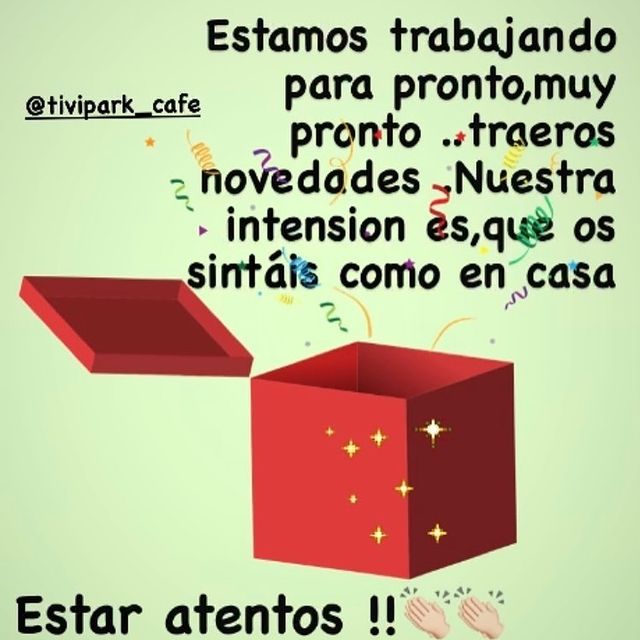 Estamos trabajando
para pronto,muy
@tivipark_cafe
pronto ..traeros
novedades .Nuestra
intension es,que os
sintáis como en casa
Estar atentos !!👏🏻👏🏻